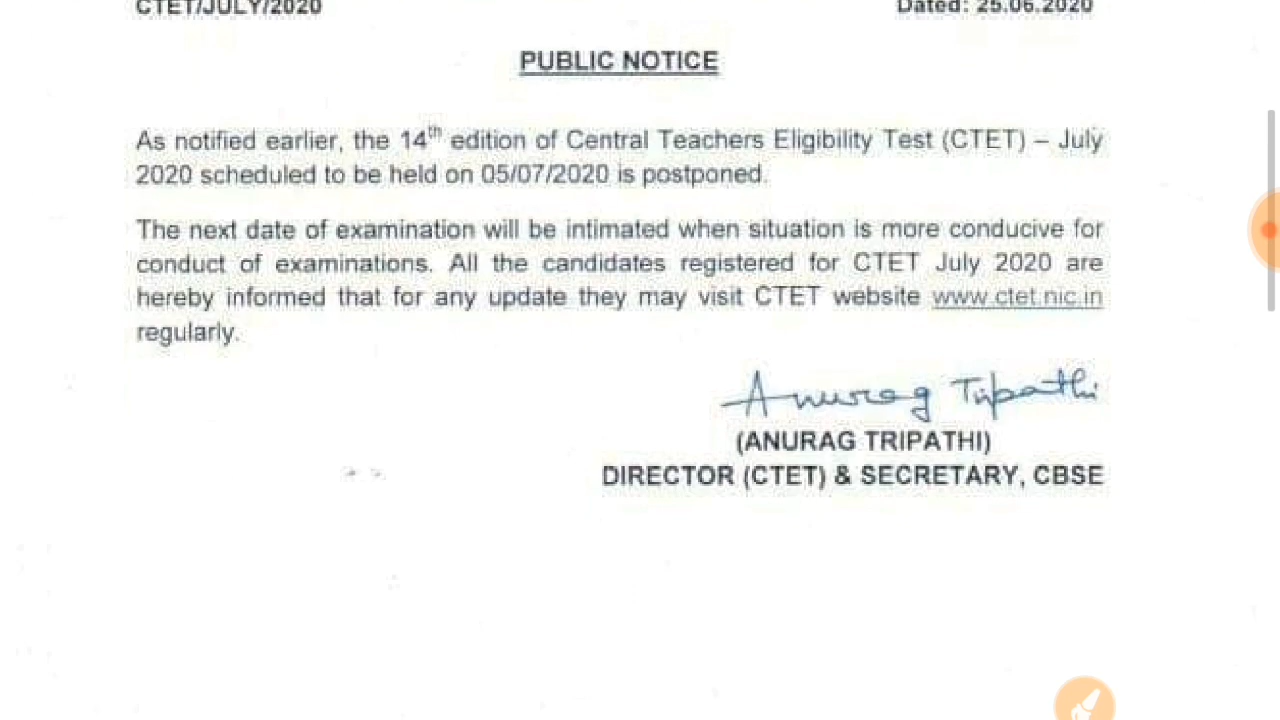 CTET/JULY/2020 Dated: 25.06.2020
PUBLIC NOTICE
As notified earlier, the 14th edition of Central Teachers Eligibility Test (CTET) – July
2020 scheduled to be held on 05/07/2020 is postponed.
The next date of examination will be intimated when situation is more conducive for
conduct of examinations. All the candidates registered for CTET July 2020 are
hereby informed that for any update they may visit CTET website www.ctet.nic.in
regularly.
Anurag Tripathi
(ANURAG TRIPATHI)
DIRECTOR (CTET) & SECRETARY, CBSE